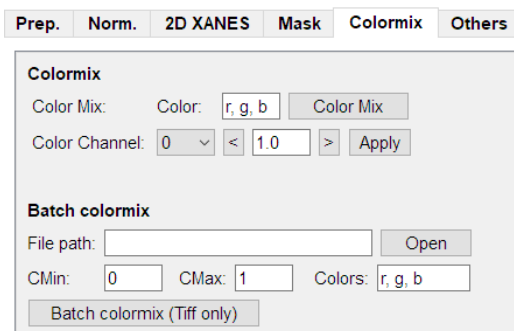 Prep. Norm. 2D XANES Mask Colormix Others
Colormix
Color Mix: Color: r, g, b Color Mix
Color Channel: 0 < 1.0 > Apply
Batch colormix
File path: Open
CMin: 0 CMax: 1 Colors: r, g, b
Batch colormix (Tiff only)